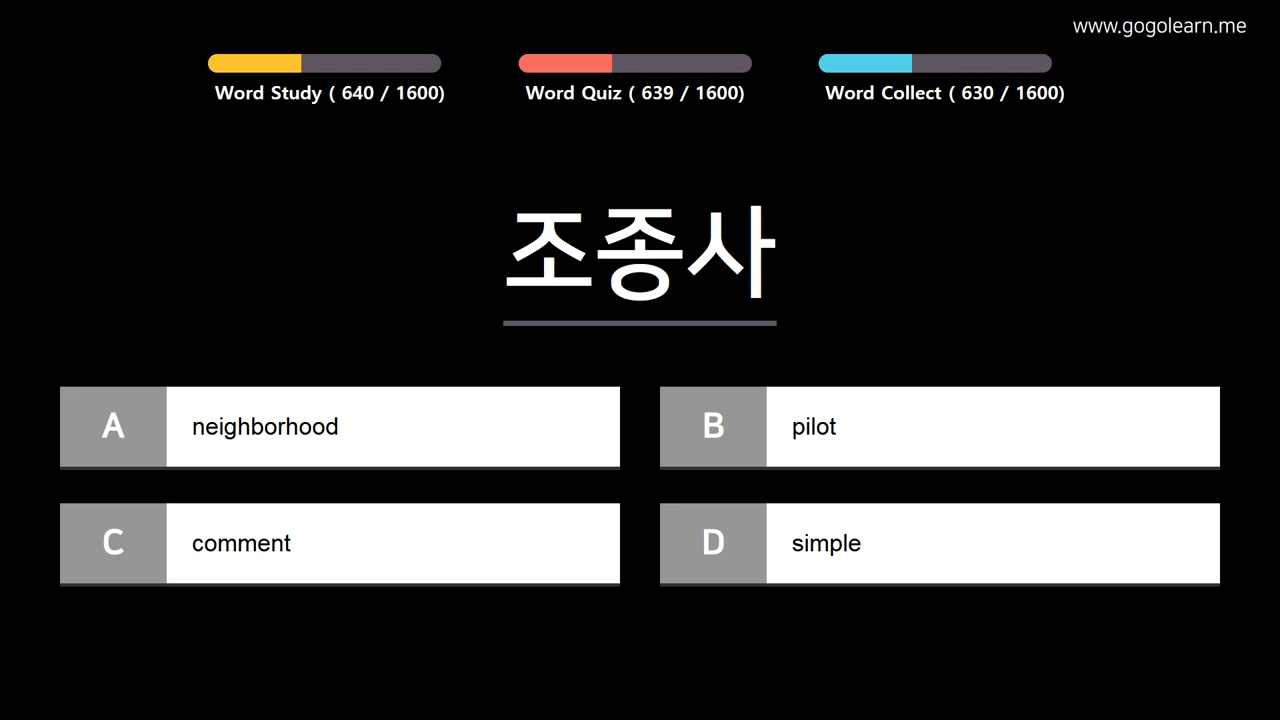 www.gogolearn.me
Word Study ( 640 / 1600)
Word Quiz ( 639 / 1600)
Word Collect ( 630 / 1600)
조종사
A neighborhood
B pilot
C comment
D simple